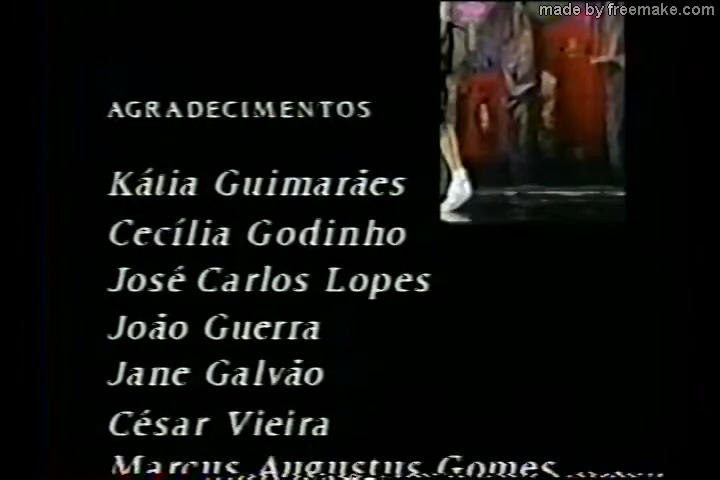 made by freemake.com
AGRADECIMENTOS
Kátia Guimarães
Cecília Godinho
José Carlos Lopes
João Guerra
Jane Galvão
César Vieira
Marcus Augustus Gomes